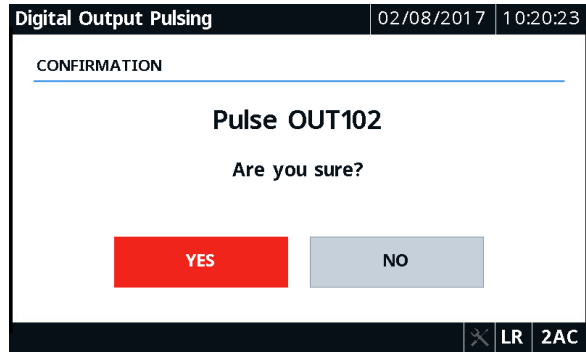 Digital Output Pulsing 02/08/2017 10:20:23
CONFIRMATION
Pulse OUT102
Are you sure?
YES NO
LR 2AC